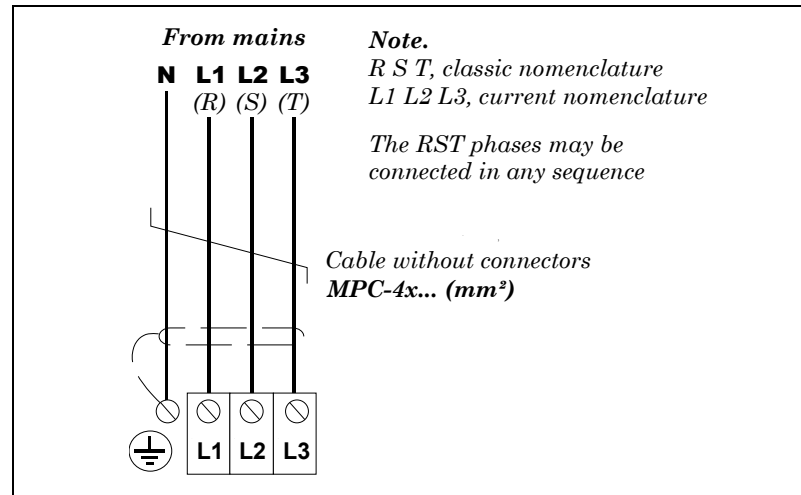 From mains
N L1 L2 L3
(R) (S) (T)
Note.
R S T, classic nomenclature
L1 L2 L3, current nomenclature
The RST phases may be
connected in any sequence
Cable without connectors
MPC-4x... (mm²)
L1 L2 L3